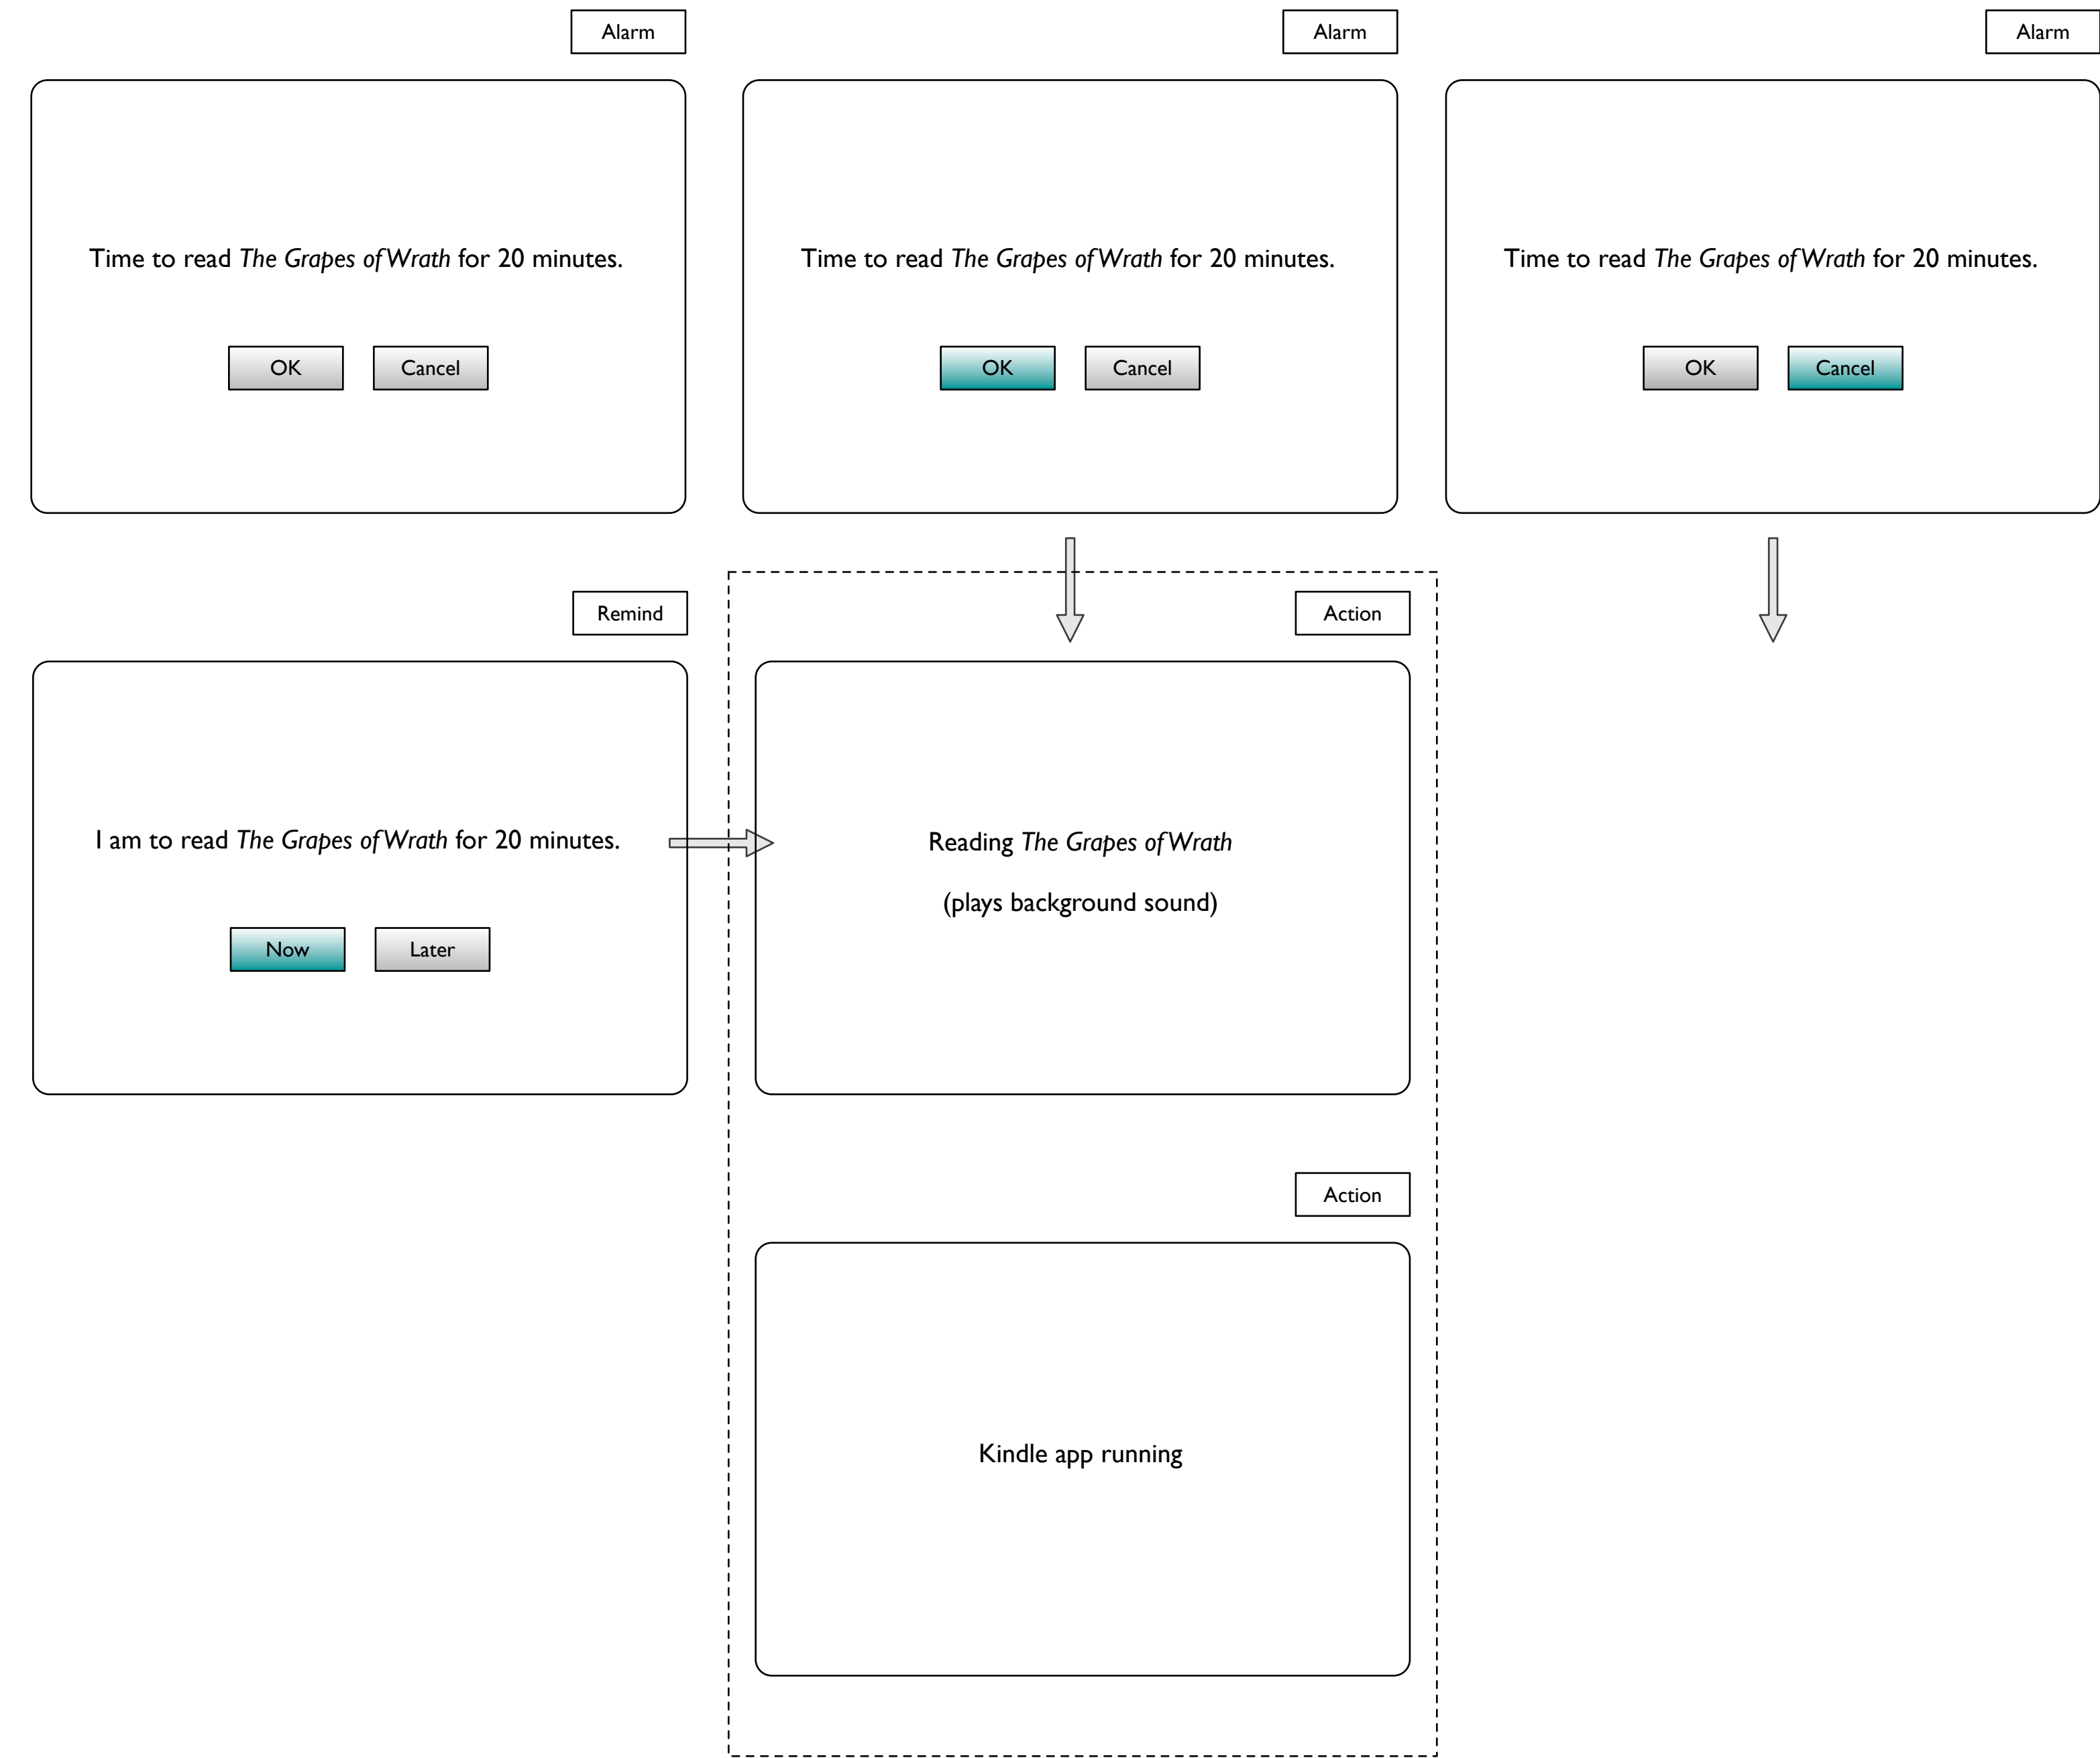 Alarm
Time to read The Grapes of Wrath for 20 minutes.
OK
Cancel
Alarm
Time to read The Grapes of Wrath for 20 minutes.
OK
Cancel
Alarm
Time to read The Grapes of Wrath for 20 minutes.
OK
Cancel
Remind
I am to read The Grapes of Wrath for 20 minutes.
Now
Later
Action
Reading The Grapes of Wrath
(plays background sound)
Action
Kindle app running